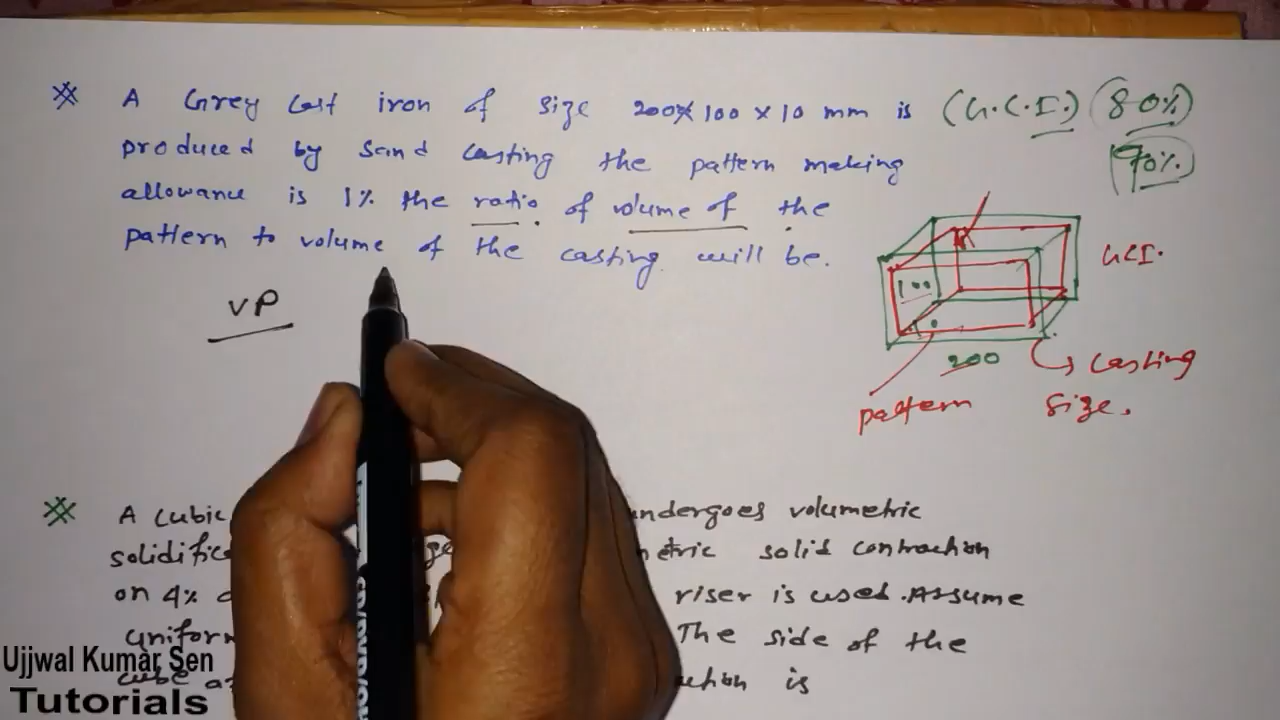 A Grey Cast iron of size 200 x 100 x 10 mm is (G.C.I.) (80%)
produced by Sand casting the pattern making 90%
allowance is 1% the ratio of volume of the
pattern to volume of the casting will be.
VP
100
GCI.
200
casting
pattern size.
A cubic undergoes volumetric
solid contraction
on 4% riser is used. Assume
The side of the
is
Ujjwal Kumar Sen
Tutorials